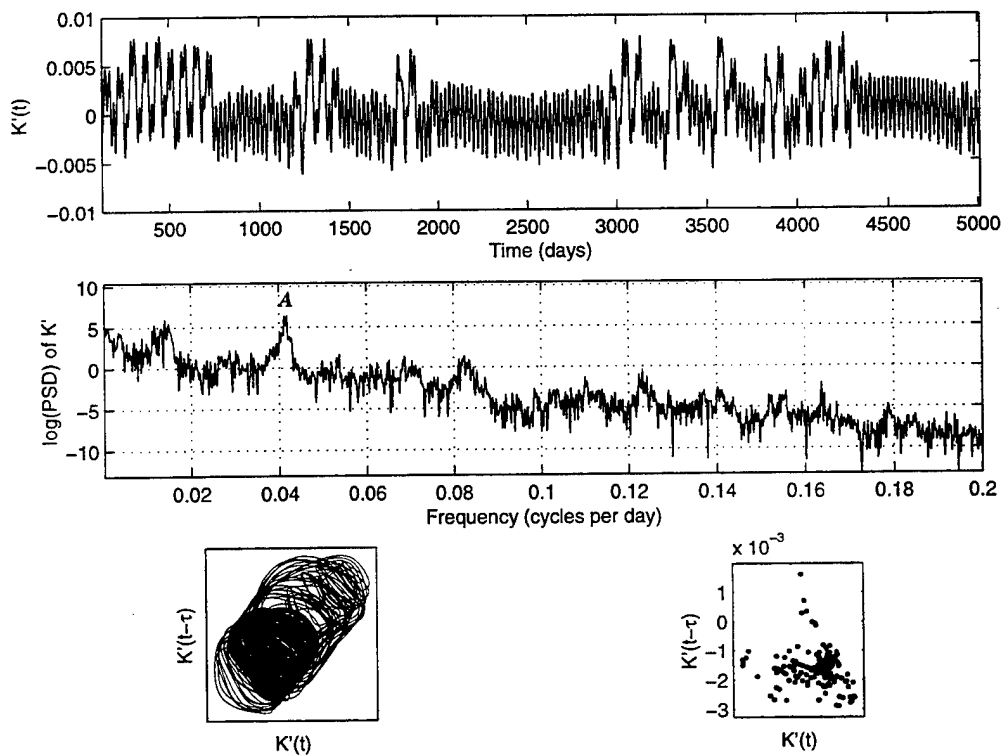 0.01
0.005
0
−0.005
−0.01
K'(t)
500 1000 1500 2000 2500 3000 3500 4000 4500 5000
Time (days)
10
5
0
−5
−10
log(PSD) of K'
A
0.02 0.04 0.06 0.08 0.1 0.12 0.14 0.16 0.18 0.2
Frequency (cycles per day)
K'(t−τ)
K'(t)
x 10⁻³
1
0
−1
−2
−3
K'(t−τ)
K'(t)